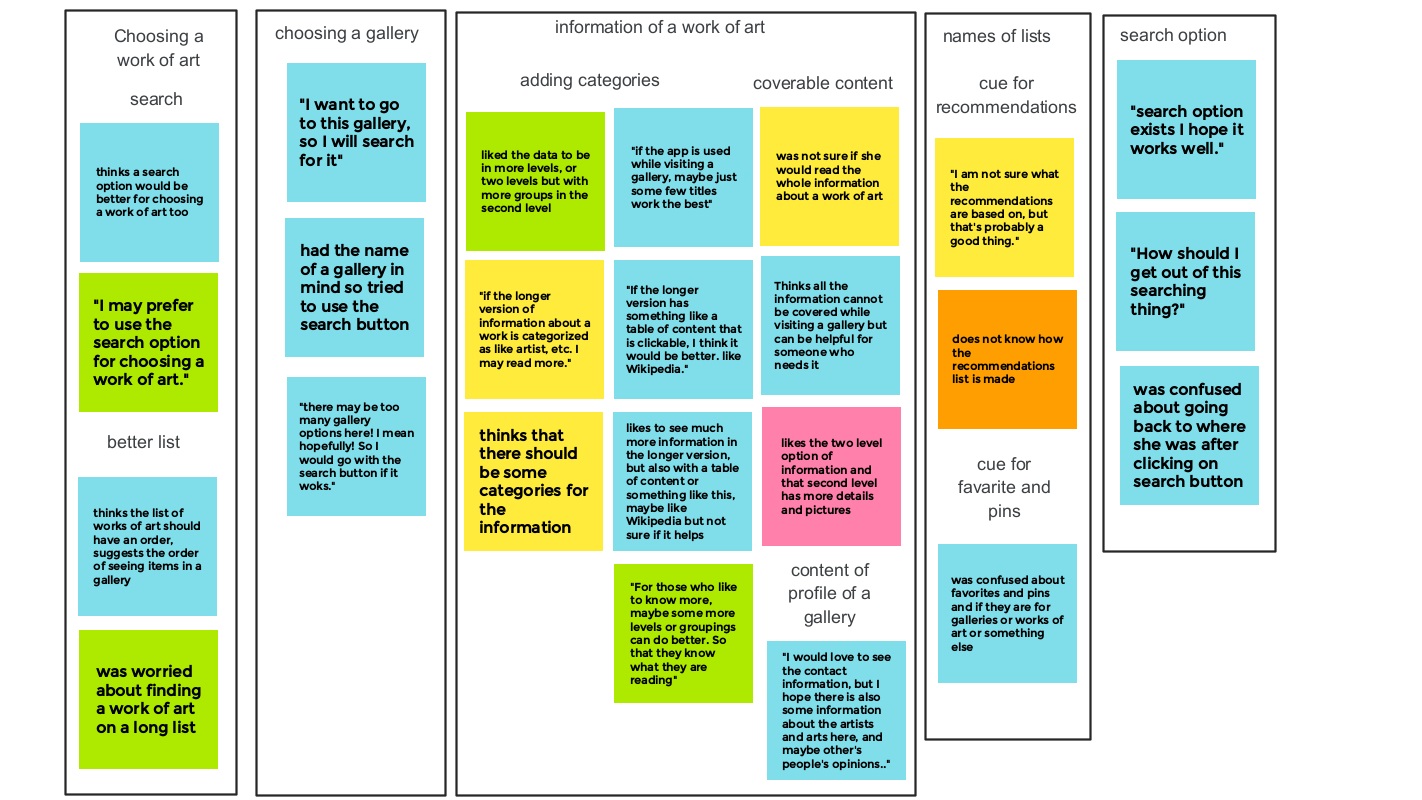 Choosing a
work of art
search
thinks a search
option would be
better for choosing
a work of art too
"I may prefer
to use the
search option
for choosing a
work of art."
better list
thinks the list of
works of art should
have an order,
suggests the order
of seeing items in a
gallery
was worried
about finding
a work of art
on a long list
choosing a gallery
"I want to go
to this gallery,
so I will search
for it"
had the name
of a gallery in
mind so tried
to use the
search button
"there may be too
many gallery
options here! I mean
hopefully! So I
would go with the
search button if it
woks."
information of a work of art
adding categories
liked the data to be
in more levels, or
two levels but with
more groups in the
second level
"if the longer
version of
information about a
work is categorized
as like artist, etc. I
may read more."
thinks that
there should
be some
categories for
the
information
"if the app is used
while visiting a
gallery, maybe just
some few titles
work the best"
"If the longer
version has
something like a
table of content that
is clickable, I think it
would be better. like
Wikipedia."
likes to see much
more information in
the longer version,
but also with a table
of content or
something like this,
maybe like
Wikipedia but not
sure if it helps
"For those who like
to know more,
maybe some more
levels or groupings
can do better. So
that they know
what they are
reading"
coverable content
was not sure if she
would read the
whole information
about a work of art
Thinks all the
information cannot
be covered while
visiting a gallery but
can be helpful for
someone who
needs it
likes the two level
option of
information and
that second level
has more details
and pictures
content of
profile of a
gallery
"I would love to see
the contact
information, but I
hope there is also
some information
about the artists
and arts here, and
maybe other's
people's opinions.."
names of lists
cue for
recommendations
"I am not sure what
the
recommendations
are based on, but
that's probably a
good thing."
does not know how
the
recommendations
list is made
cue for
favarite and
pins
was confused about
favorites and pins
and if they are for
galleries or works of
art or something
else
search option
"search option
exists I hope it
works well."
"How should I
get out of this
searching
thing?"
was confused
about going
back to where
she was after
clicking on
search button